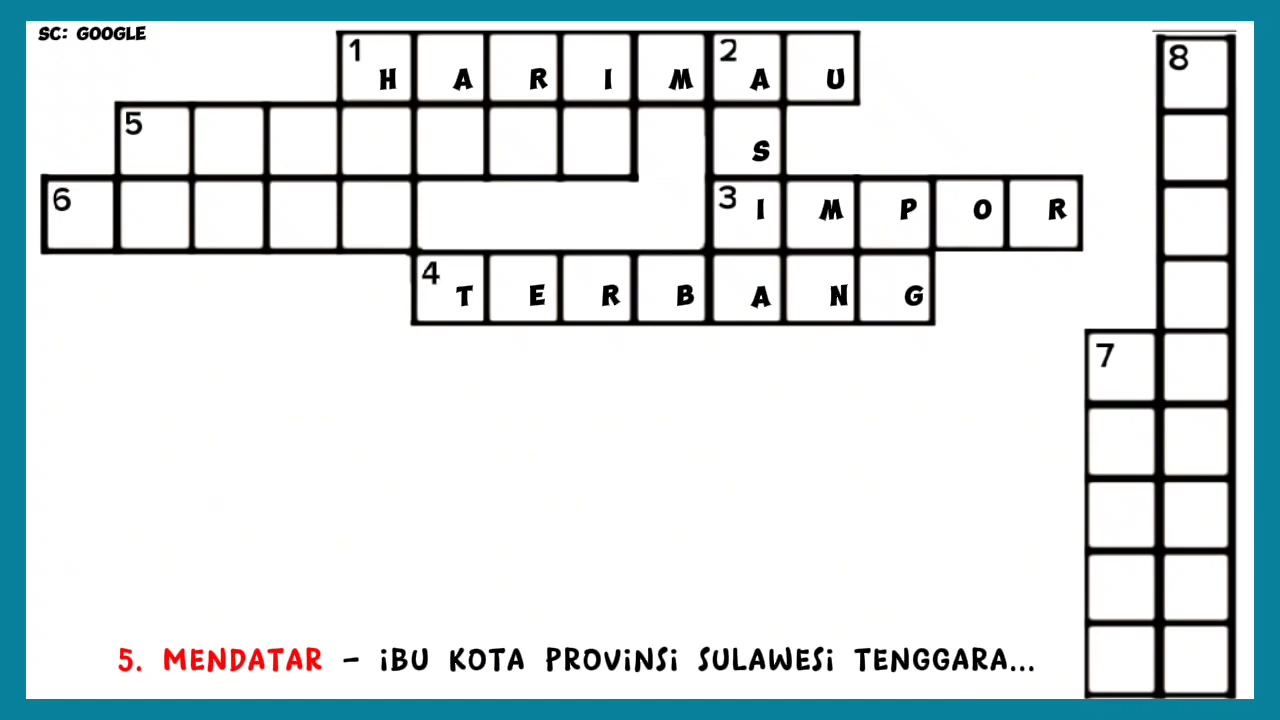 SC: GOOGLE
1 H A R I M 2 A U
8
5 S
6 3 I M P O R
4 T E R B A N G
7
5. MENDATAR – IBU KOTA PROVINSI SULAWESI TENGGARA...